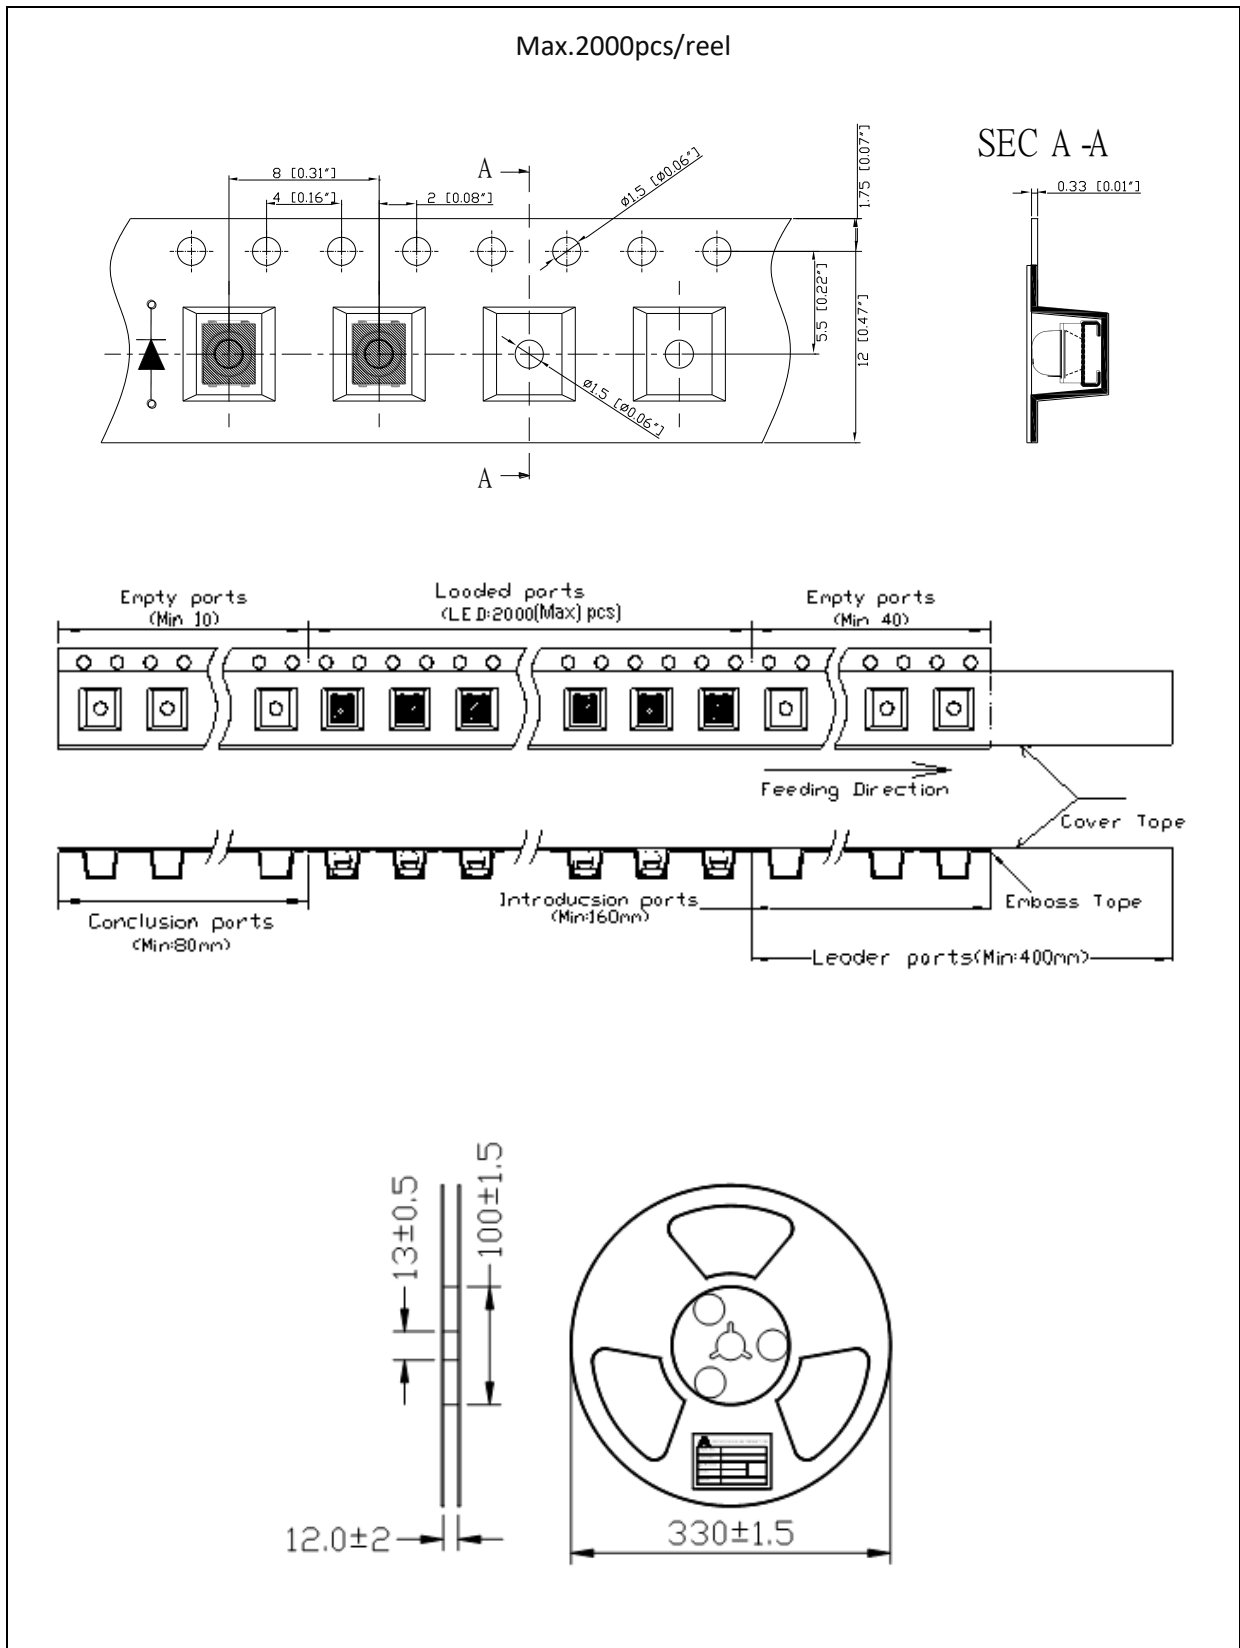 Max.2000pcs/reel
SEC A -A
8 [0.31"]
4 [0.16"]
2 [0.08"]
A
ø1.5 [ø0.06"]
1.75 [0.07"]
0.33 [0.01"]
5.5 [0.22"]
12 [0.47"]
ø1.5 [ø0.06"]
A
Empty ports
(Min 10)
Looded ports
(LED:2000(Max) pcs)
Empty ports
(Min 40)
Feeding Direction
Cover Tape
Introducsion ports
(Min:160mm)
Emboss Tope
Conclusion ports
(Min:80mm)
Leoder ports(Min:400mm)
13±0.5
100±1.5
12.0±2
330±1.5
A